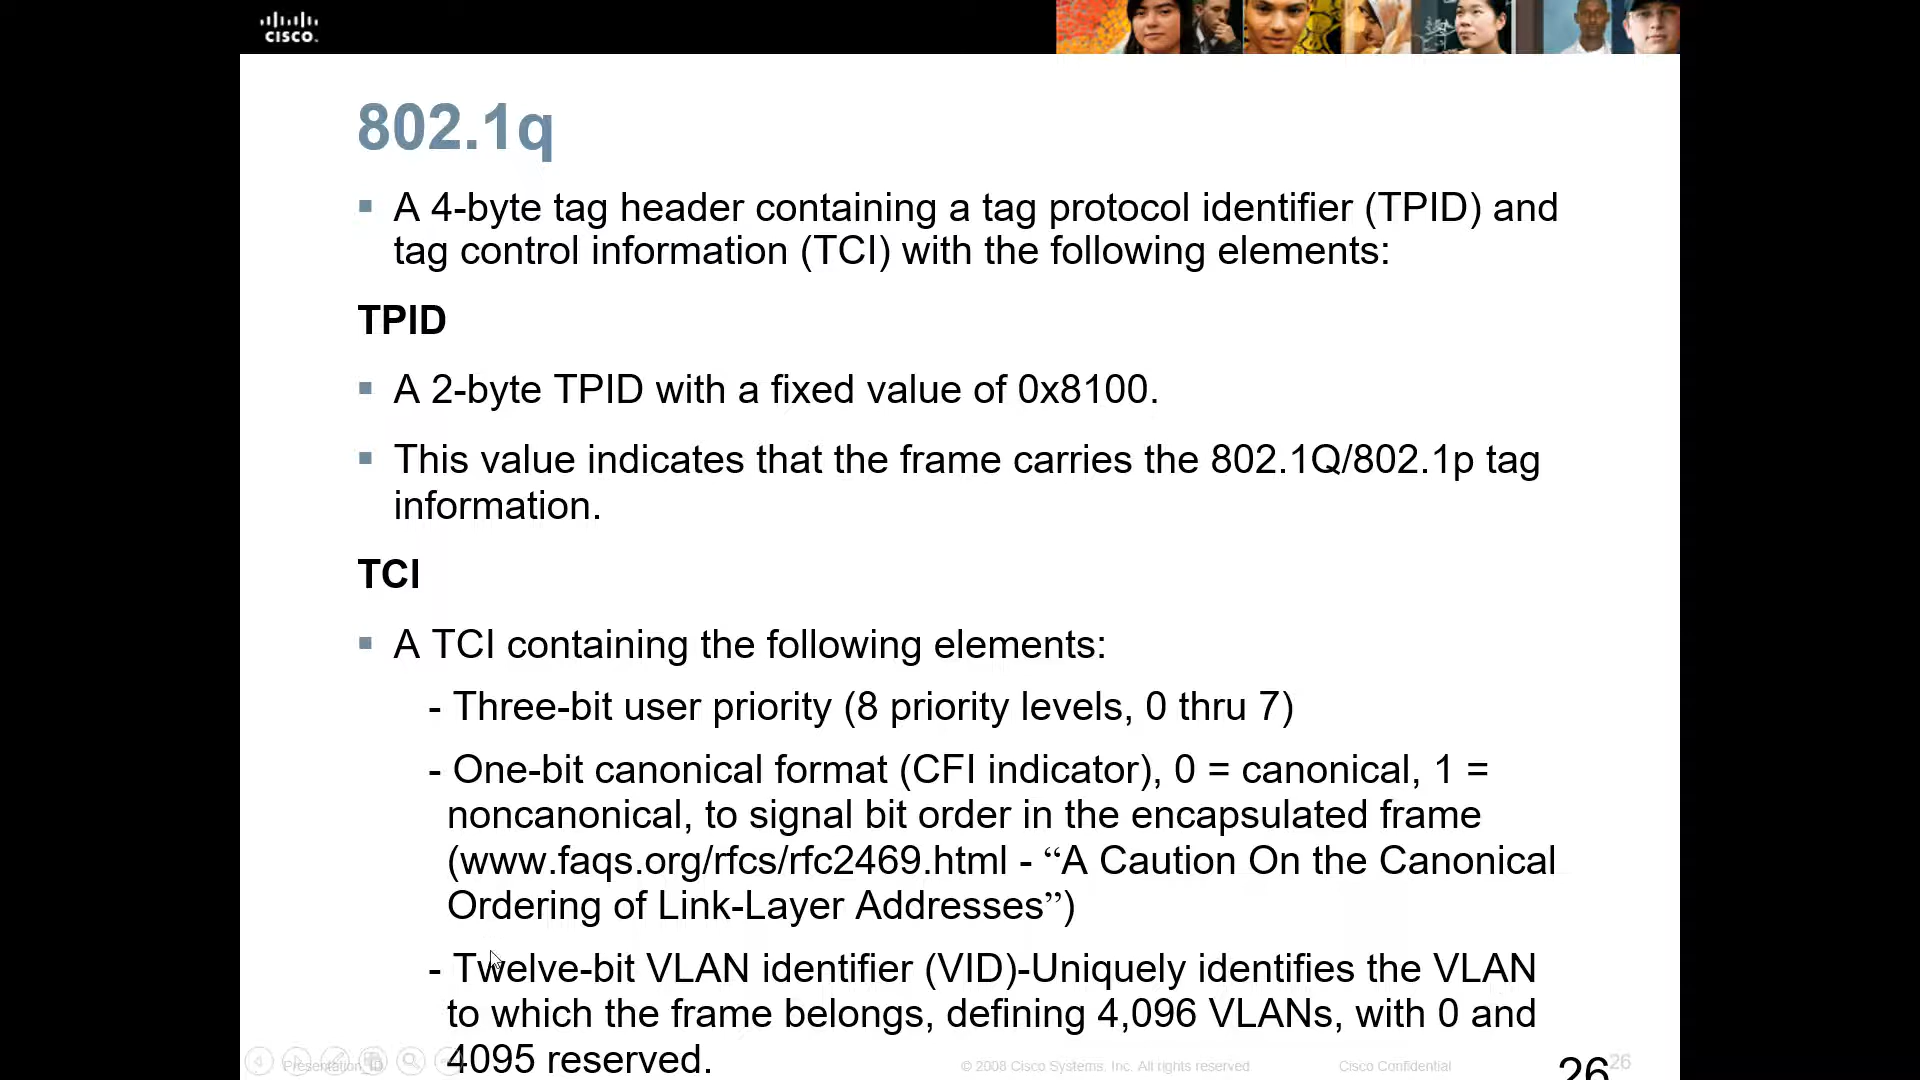 CISCO.
802.1q
▪ A 4-byte tag header containing a tag protocol identifier (TPID) and
tag control information (TCI) with the following elements:
TPID
▪ A 2-byte TPID with a fixed value of 0x8100.
▪ This value indicates that the frame carries the 802.1Q/802.1p tag
information.
TCI
▪ A TCI containing the following elements:
- Three-bit user priority (8 priority levels, 0 thru 7)
- One-bit canonical format (CFI indicator), 0 = canonical, 1 =
noncanonical, to signal bit order in the encapsulated frame
(www.faqs.org/rfcs/rfc2469.html - “A Caution On the Canonical
Ordering of Link-Layer Addresses”)
- Twelve-bit VLAN identifier (VID)-Uniquely identifies the VLAN
to which the frame belongs, defining 4,096 VLANs, with 0 and
4095 reserved.
Presentation_ID © 2008 Cisco Systems, Inc. All rights reserved Cisco Confidential 26 26